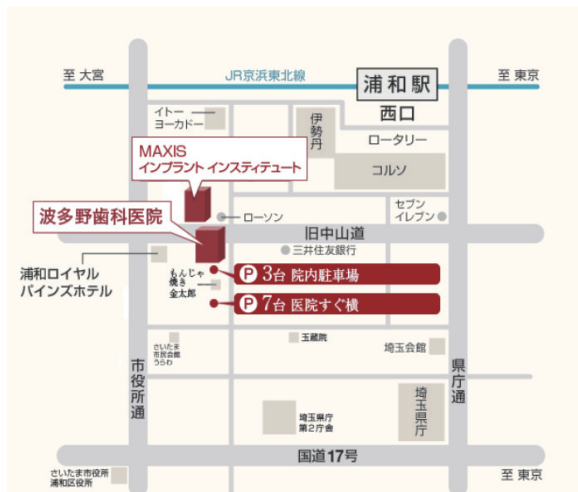 至 大宮
JR京浜東北線
浦和駅
至 東京
西口
イトー
ヨーカドー
伊勢丹
ロータリー
コルソ
MAXIS
インプラント インスティテュート
波多野歯科医院
ローソン
セブン
イレブン
旧中山道
三井住友銀行
浦和ロイヤル
パインズホテル
P 3台 院内駐車場
もんじゃ
焼き
金太郎
P 7台 医院すぐ横
さいたま
市民会館
うらわ
玉蔵院
埼玉会館
市役所通
県庁通
埼玉県庁
埼玉県庁
第2庁舎
国道17号
さいたま市役所
浦和区役所
至 東京